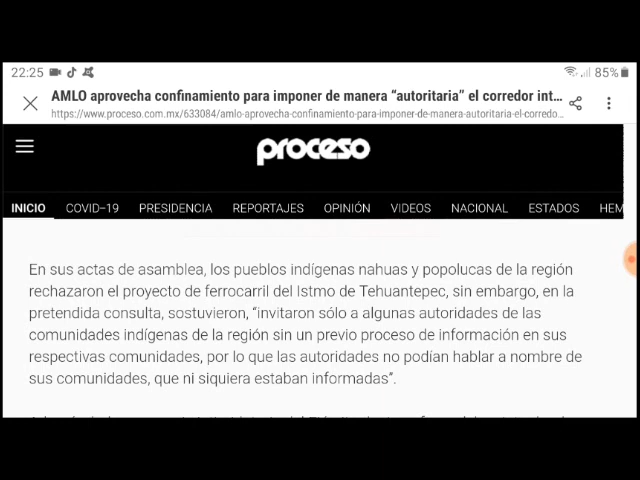 22:25
85%
AMLO aprovecha confinamiento para imponer de manera “autoritaria” el corredor int...
https://www.proceso.com.mx/633084/amlo-aprovecha-confinamiento-para-imponer-de-manera-autoritaria-el-corredo...
proceso
INICIO COVID-19 PRESIDENCIA REPORTAJES OPINIÓN VIDEOS NACIONAL ESTADOS HEM
En sus actas de asamblea, los pueblos indígenas nahuas y popolucas de la región
rechazaron el proyecto de ferrocarril del Istmo de Tehuantepec, sin embargo, en la
pretendida consulta, sostuvieron, “invitaron sólo a algunas autoridades de las
comunidades indígenas de la región sin un previo proceso de información en sus
respectivas comunidades, por lo que las autoridades no podían hablar a nombre de
sus comunidades, que ni siquiera estaban informadas”.